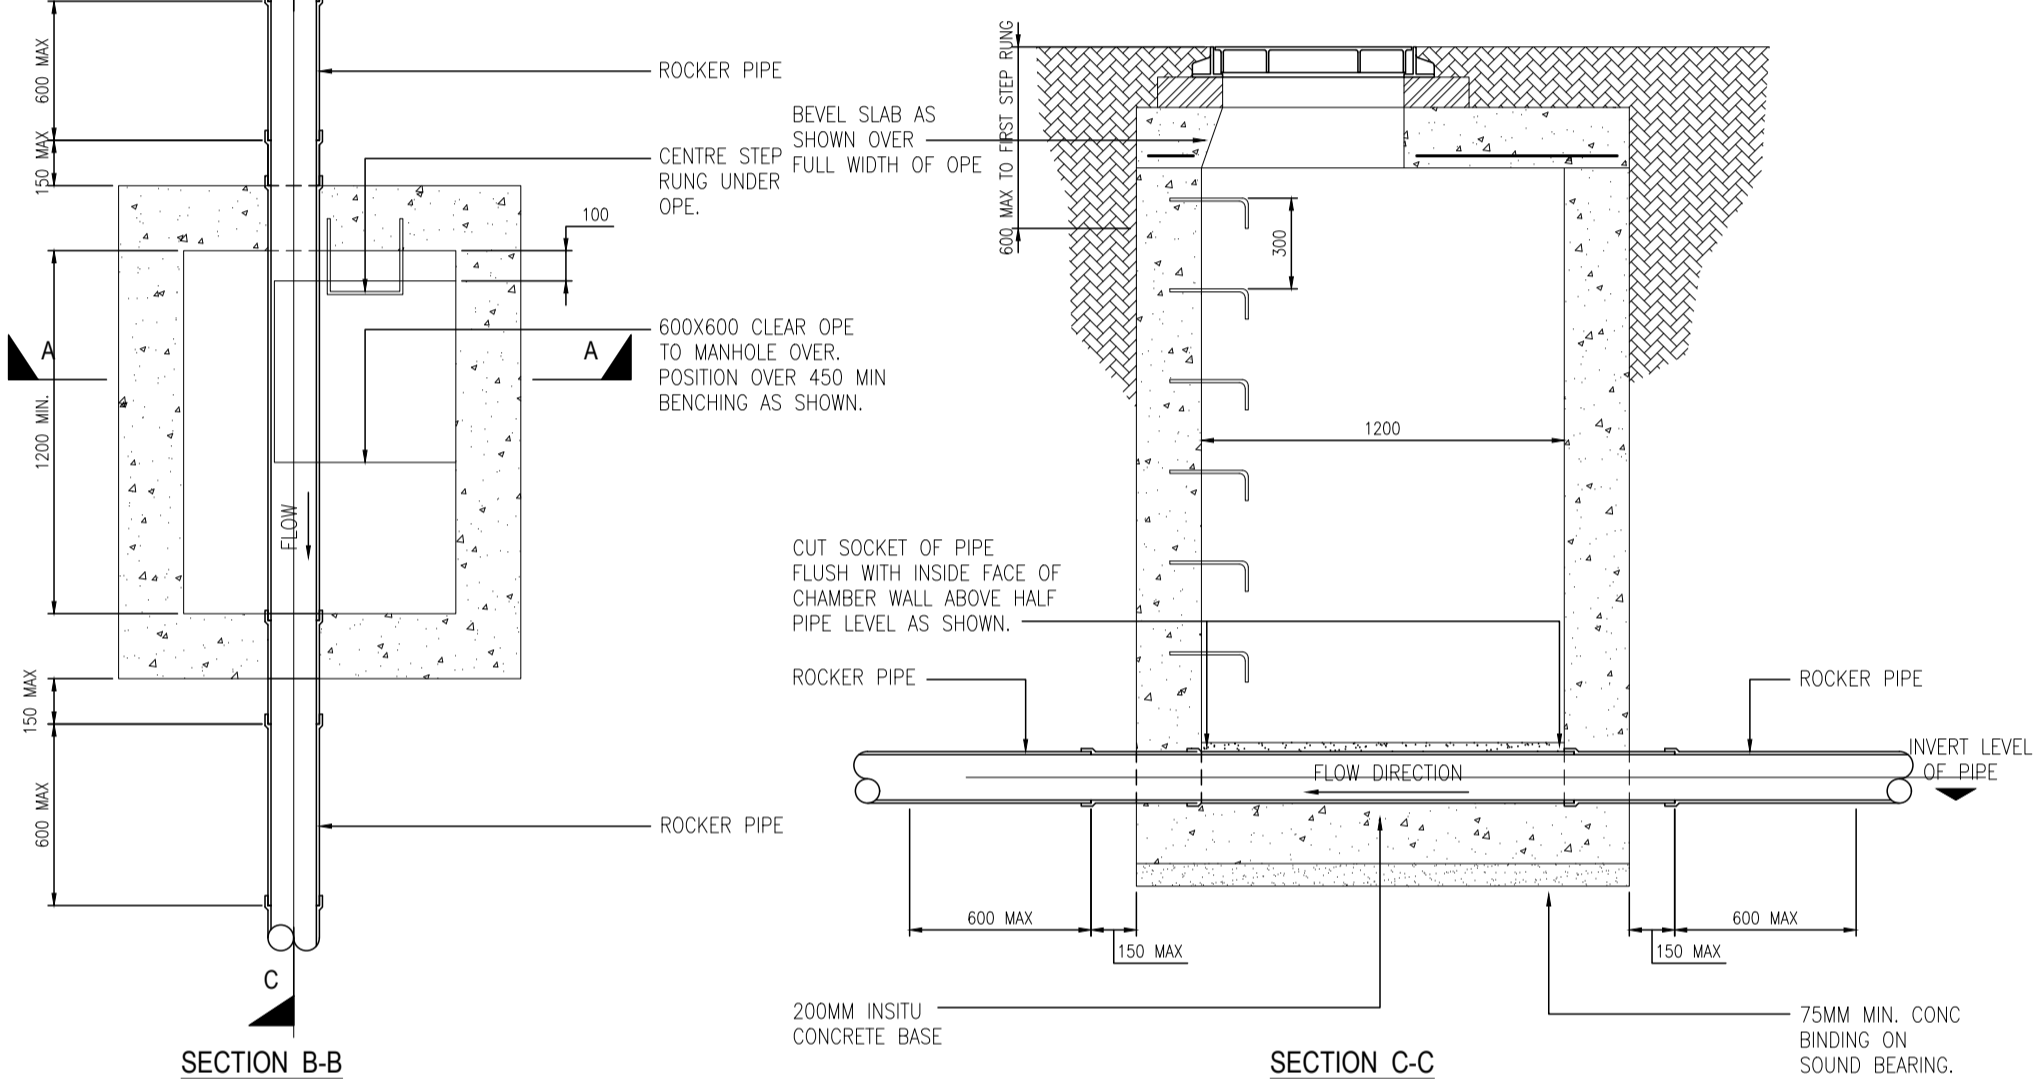 600 MAX
150 MAX
1200 MIN.
150 MAX
600 MAX
A
A
FLOW
100
C
ROCKER PIPE
CENTRE STEP
RUNG UNDER
OPE.
600X600 CLEAR OPE
TO MANHOLE OVER.
POSITION OVER 450 MIN
BENCHING AS SHOWN.
ROCKER PIPE
SECTION B-B
BEVEL SLAB AS
SHOWN OVER
FULL WIDTH OF OPE
600 MAX TO FIRST STEP RUNG
300
1200
CUT SOCKET OF PIPE
FLUSH WITH INSIDE FACE OF
CHAMBER WALL ABOVE HALF
PIPE LEVEL AS SHOWN.
ROCKER PIPE
ROCKER PIPE
INVERT LEVEL
OF PIPE
FLOW DIRECTION
600 MAX
150 MAX
600 MAX
150 MAX
200MM INSITU
CONCRETE BASE
75MM MIN. CONC
BINDING ON
SOUND BEARING.
SECTION C-C